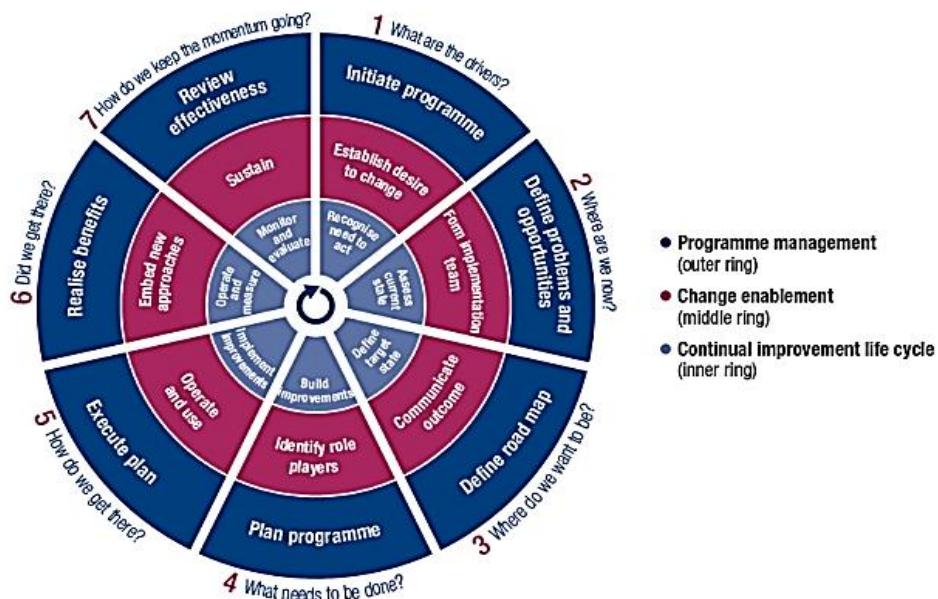 1 What are the drivers?
Initiate programme
Establish desire
to change
Recognise
need to
act
2 Where are we now?
Define problems and
opportunities
Form implementation
team
Assess
current
state
3 Where do we want to be?
Define road map
Communicate
outcome
Define
target
state
4 What needs to be done?
Plan programme
Identify role
players
Build
improvements
5 How do we get there?
Execute plan
Operate
and use
Implement
improvements
6 Did we get there?
Realise benefits
Embed new
approaches
Operate
and
measure
7 How do we keep the momentum going?
Review
effectiveness
Sustain
Monitor
and
evaluate
Programme management
(outer ring)
Change enablement
(middle ring)
Continual improvement life cycle
(inner ring)